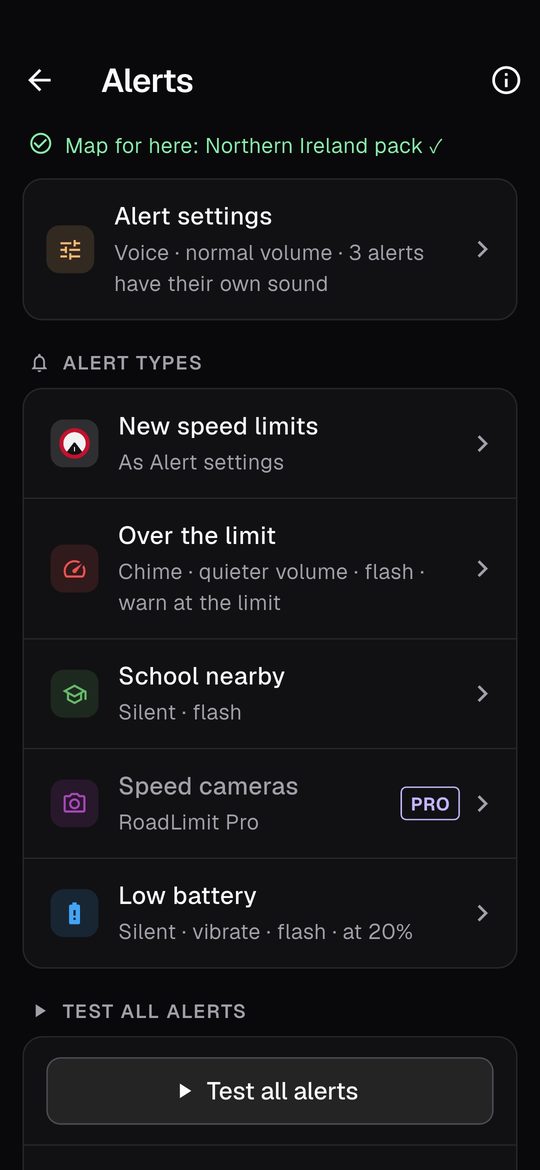 Alerts
Map for here: Northern Ireland pack ✓
Alert settings
Voice · normal volume · 3 alerts
have their own sound
ALERT TYPES
New speed limits
As Alert settings
Over the limit
Chime · quieter volume · flash ·
warn at the limit
School nearby
Silent · flash
Speed cameras
PRO
RoadLimit Pro
Low battery
Silent · vibrate · flash · at 20%
TEST ALL ALERTS
Test all alerts